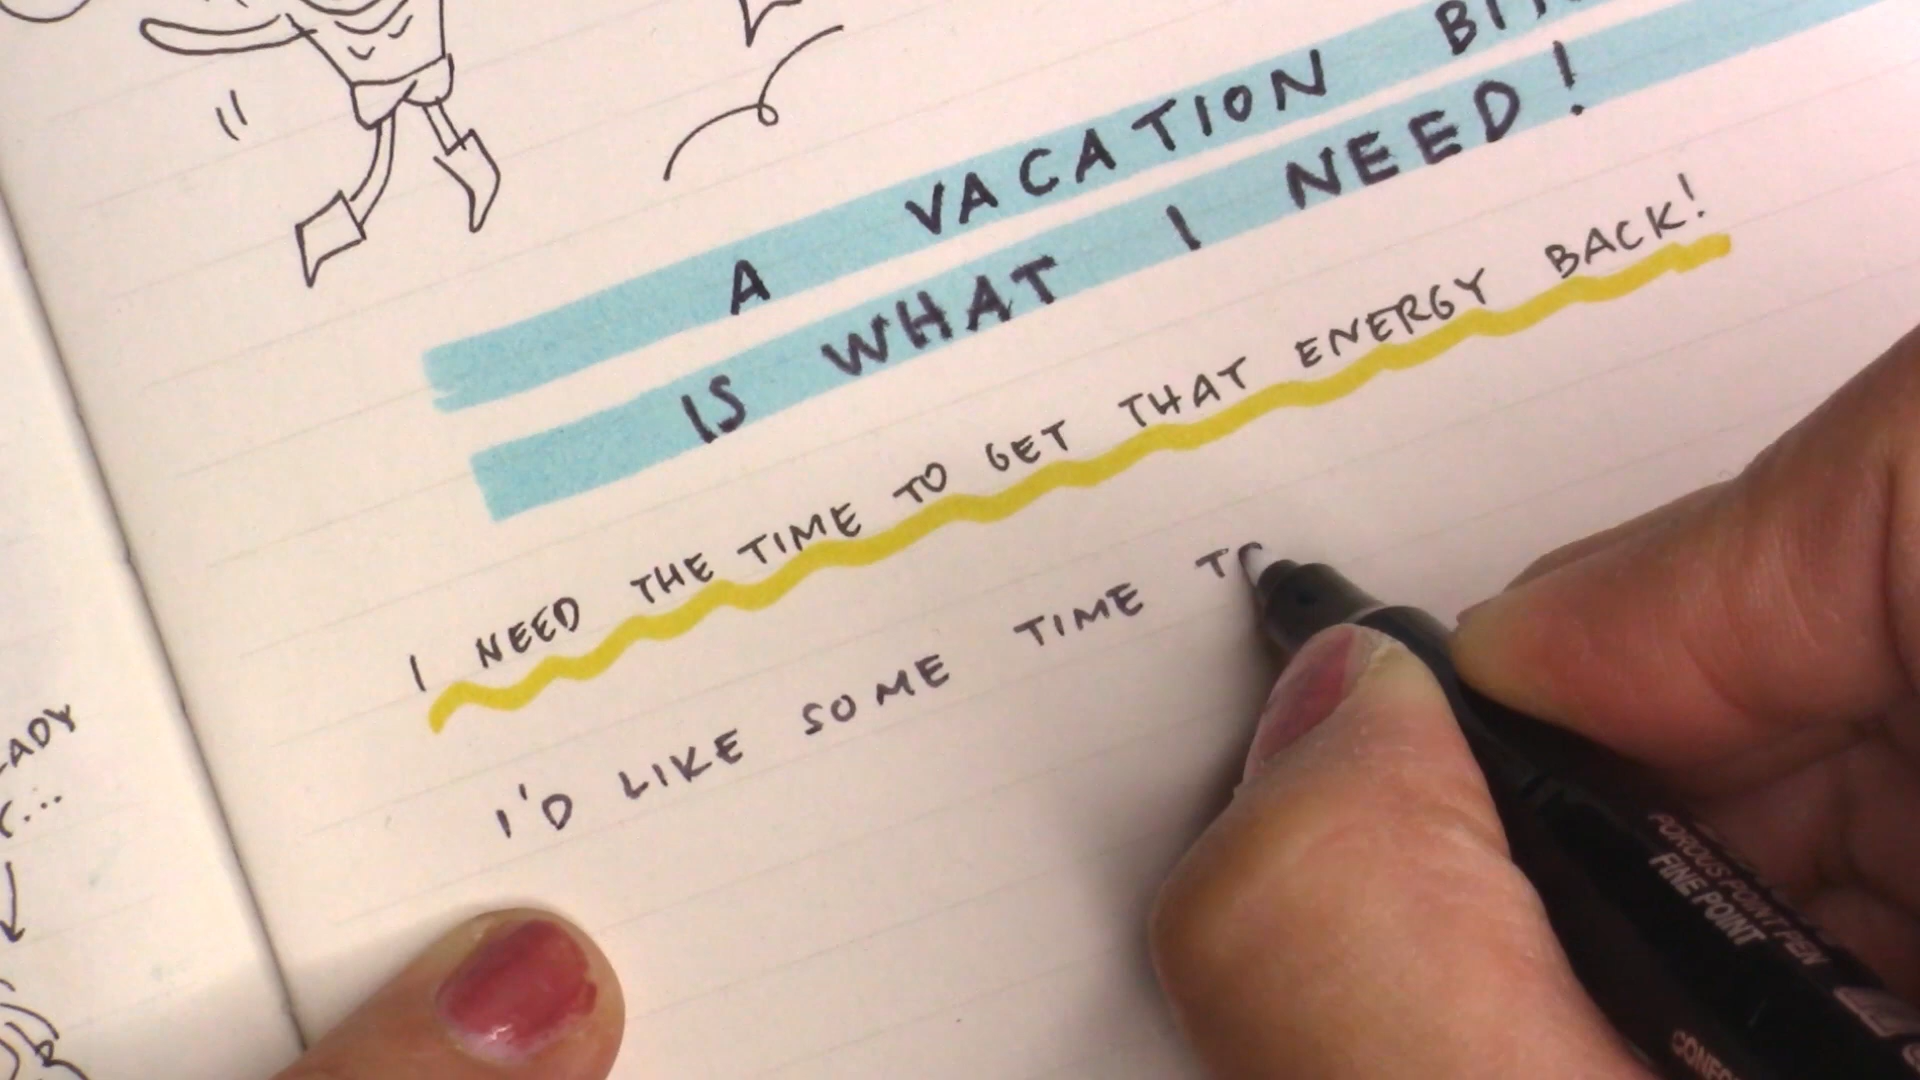 A VACATION
IS WHAT I NEED!
I NEED THE TIME TO GET THAT ENERGY BACK!
I'D LIKE SOME TIME
POROUS POINT PEN
FINE POINT